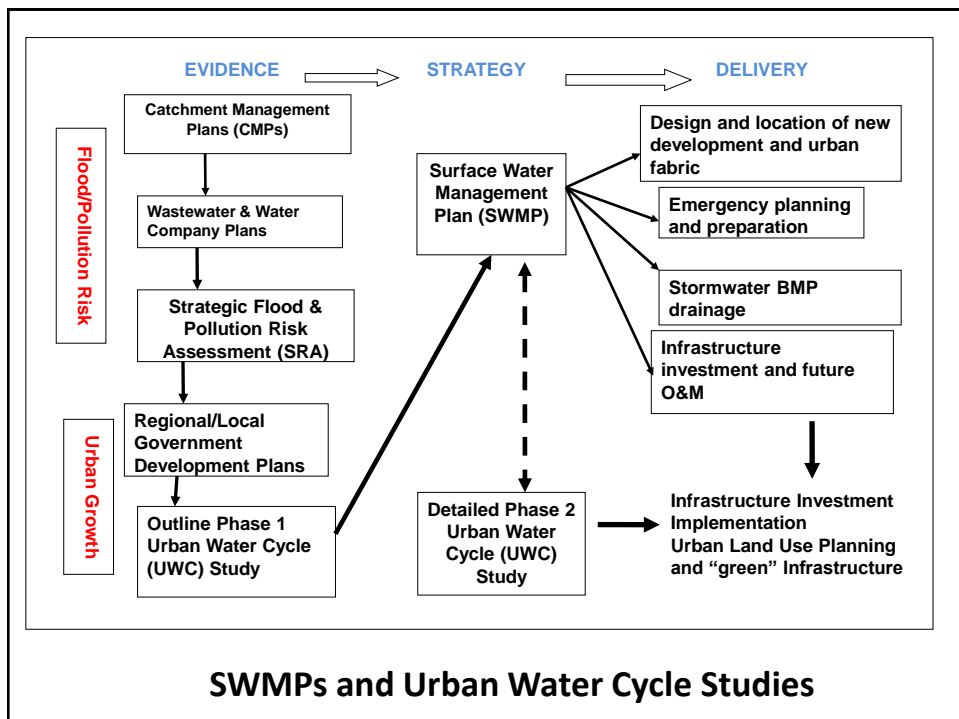 EVIDENCE
STRATEGY
DELIVERY
Flood/Pollution Risk
Urban Growth
Catchment Management
Plans (CMPs)
Wastewater & Water
Company Plans
Strategic Flood &
Pollution Risk
Assessment (SRA)
Regional/Local
Government
Development Plans
Outline Phase 1
Urban Water Cycle
(UWC) Study
Surface Water
Management
Plan (SWMP)
Detailed Phase 2
Urban Water
Cycle (UWC)
Study
Design and location of new
development and urban
fabric
Emergency planning
and preparation
Stormwater BMP
drainage
Infrastructure
investment and future
O&M
Infrastructure Investment
Implementation
Urban Land Use Planning
and “green” Infrastructure
SWMPs and Urban Water Cycle Studies